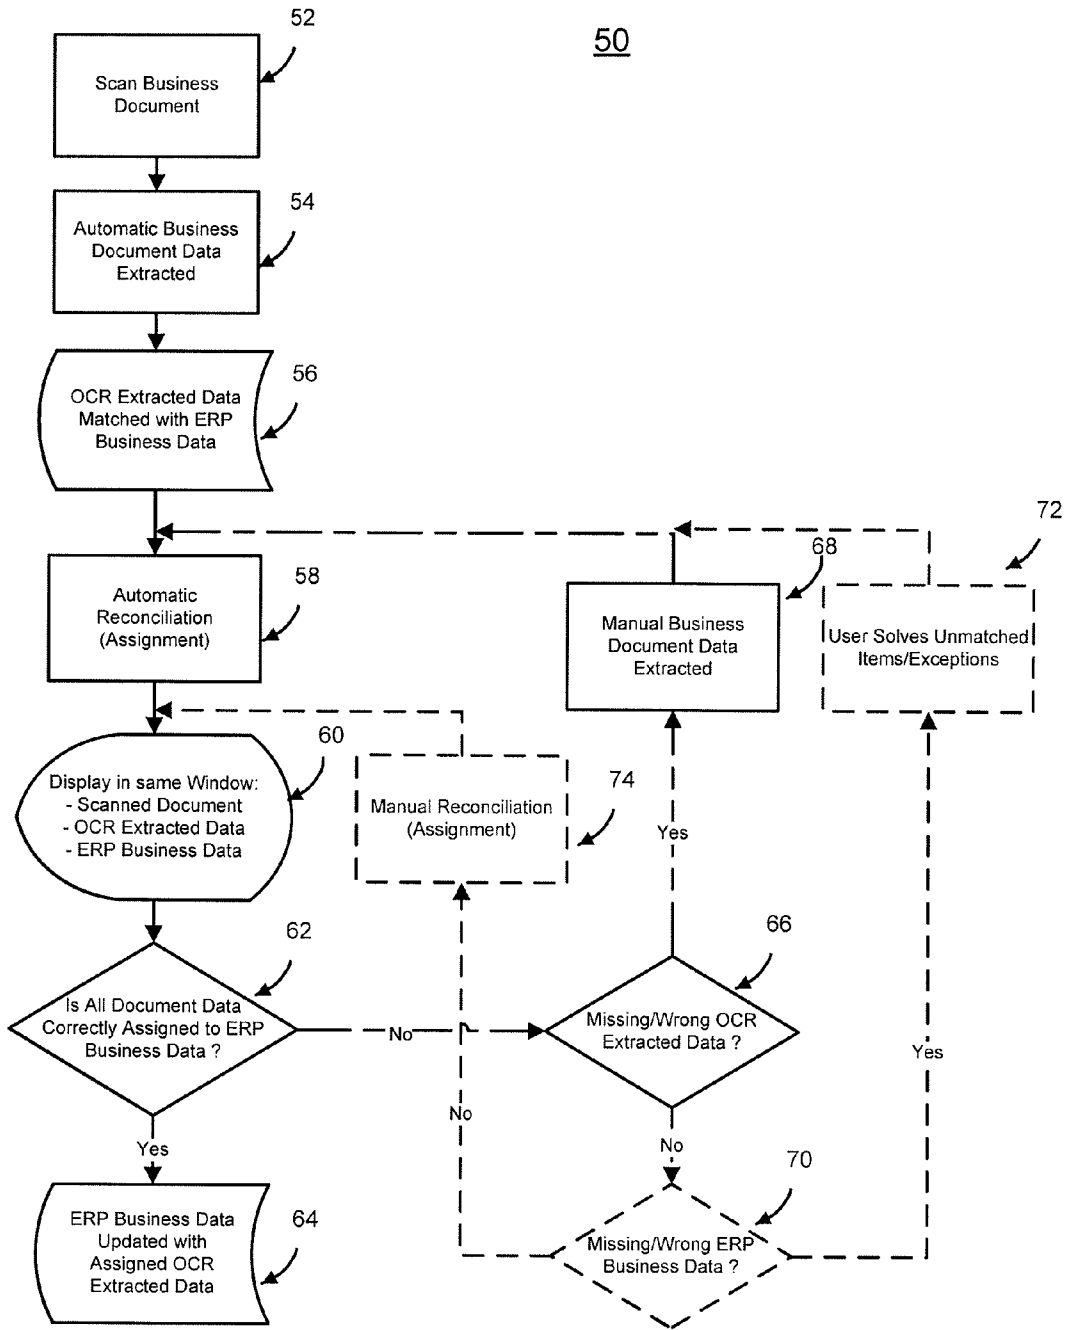 50
52
Scan Business
Document
54
Automatic Business
Document Data
Extracted
56
OCR Extracted Data
Matched with ERP
Business Data
58
Automatic
Reconciliation
(Assignment)
68
Manual Business
Document Data
Extracted
72
User Solves Unmatched
Items/Exceptions
60
Display in same Window:
- Scanned Document
- OCR Extracted Data
- ERP Business Data
74
Manual Reconciliation
(Assignment)
Yes
Yes
62
Is All Document Data
Correctly Assigned to ERP
Business Data ?
No
66
Missing/Wrong OCR
Extracted Data ?
No
No
Yes
70
Missing/Wrong ERP
Business Data ?
64
ERP Business Data
Updated with
Assigned OCR
Extracted Data